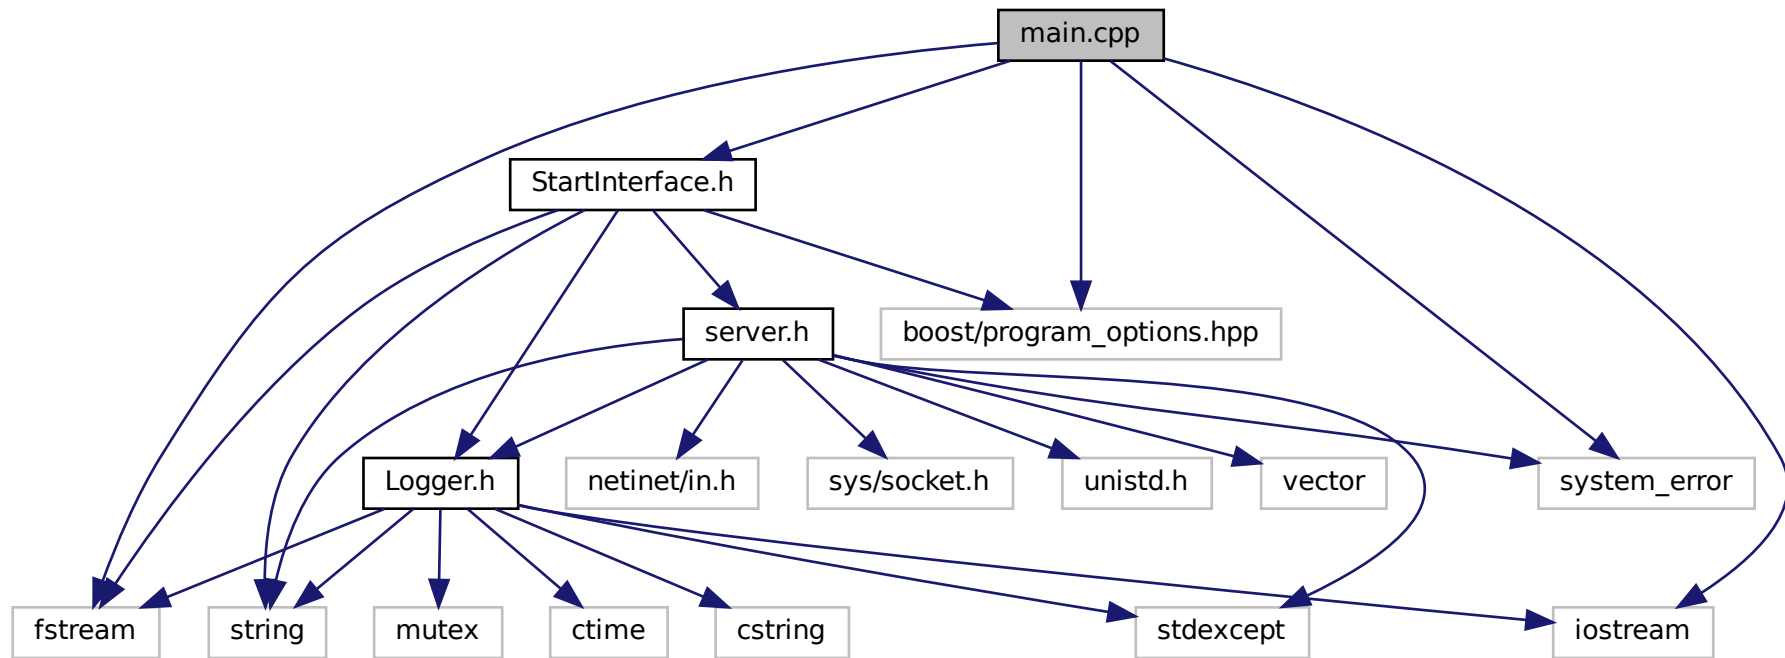 main.cpp
StartInterface.h
server.h
boost/program_options.hpp
Logger.h
netinet/in.h
sys/socket.h
unistd.h
vector
system_error
fstream
string
mutex
ctime
cstring
stdexcept
iostream